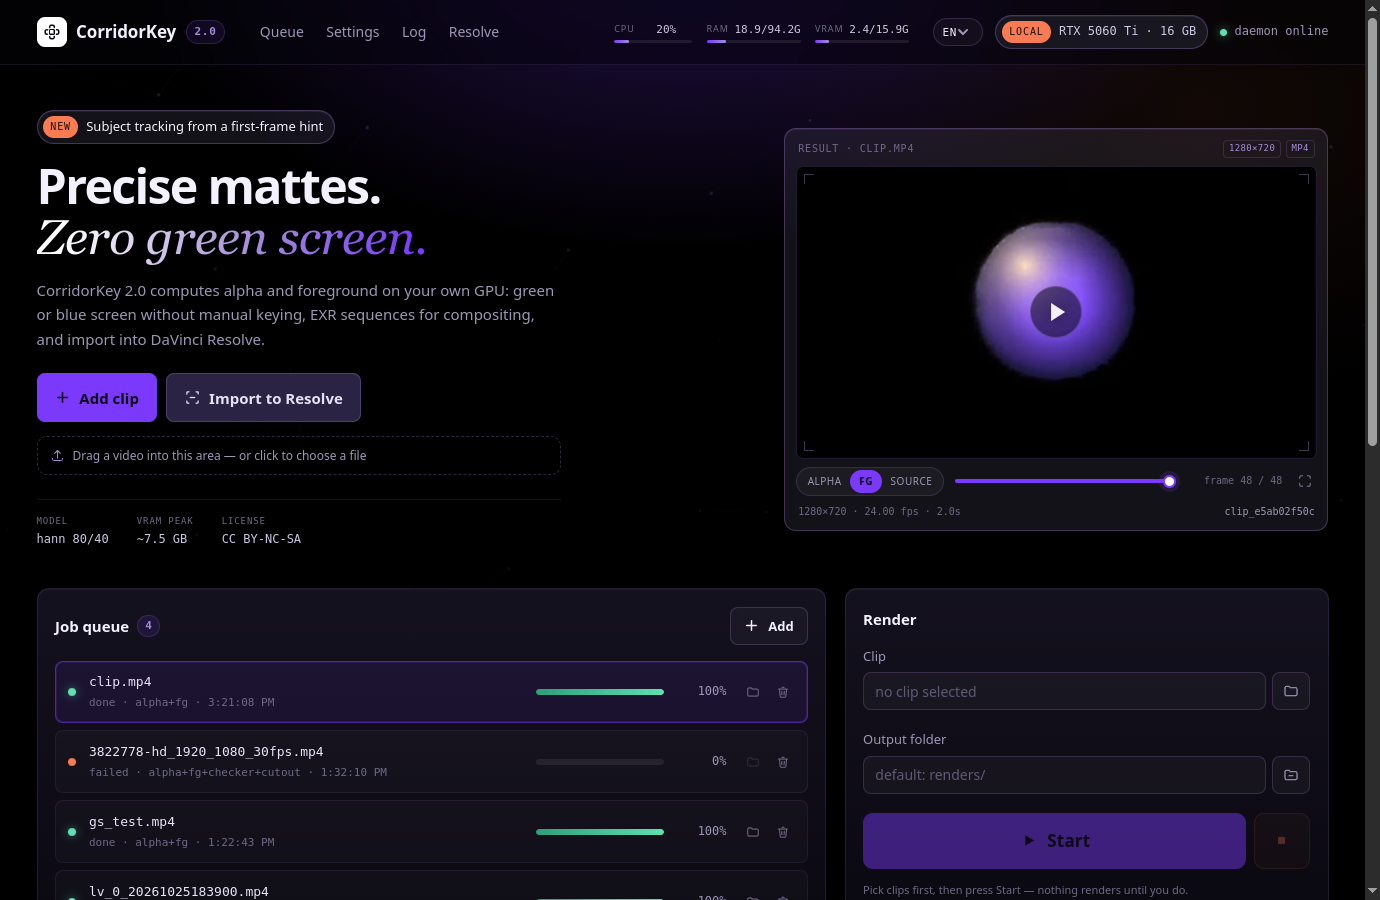 CorridorKey 2.0 Queue Settings Log Resolve CPU 20% RAM 18.9/94.2G VRAM 2.4/15.9G EN LOCAL RTX 5060 Ti · 16 GB daemon online
NEW Subject tracking from a first-frame hint
Precise mattes.
Zero green screen.
CorridorKey 2.0 computes alpha and foreground on your own GPU: green
or blue screen without manual keying, EXR sequences for compositing,
and import into DaVinci Resolve.
+ Add clip Import to Resolve
Drag a video into this area — or click to choose a file
MODEL VRAM PEAK LICENSE
hann 80/40 ~7.5 GB CC BY-NC-SA
RESULT · CLIP.MP4 1280×720 MP4
ALPHA FG SOURCE frame 48 / 48
1280×720 · 24.00 fps · 2.0s clip_e5ab02f50c
Job queue 4 + Add
clip.mp4
done · alpha+fg · 3:21:08 PM 100%
3822778-hd_1920_1080_30fps.mp4
failed · alpha+fg+checker+cutout · 1:32:10 PM 0%
gs_test.mp4
done · alpha+fg · 1:22:43 PM 100%
lv_0_20261025183900.mp4
100%
Render
Clip
no clip selected
Output folder
default: renders/
Start
Pick clips first, then press Start — nothing renders until you do.